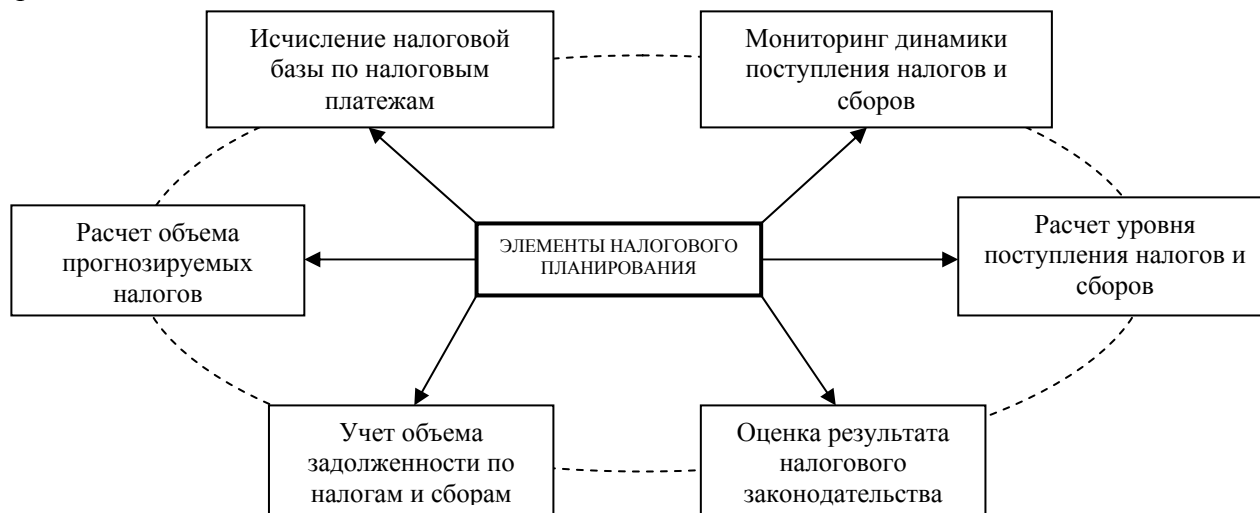 Исчисление налоговой
базы по налоговым
платежам
Мониторинг динамики
поступления налогов и
сборов
Расчет объема
прогнозируемых
налогов
ЭЛЕМЕНТЫ НАЛОГОВОГО
ПЛАНИРОВАНИЯ
Расчет уровня
поступления налогов и
сборов
Учет объема
задолженности по
налогам и сборам
Оценка результата
налогового
законодательства